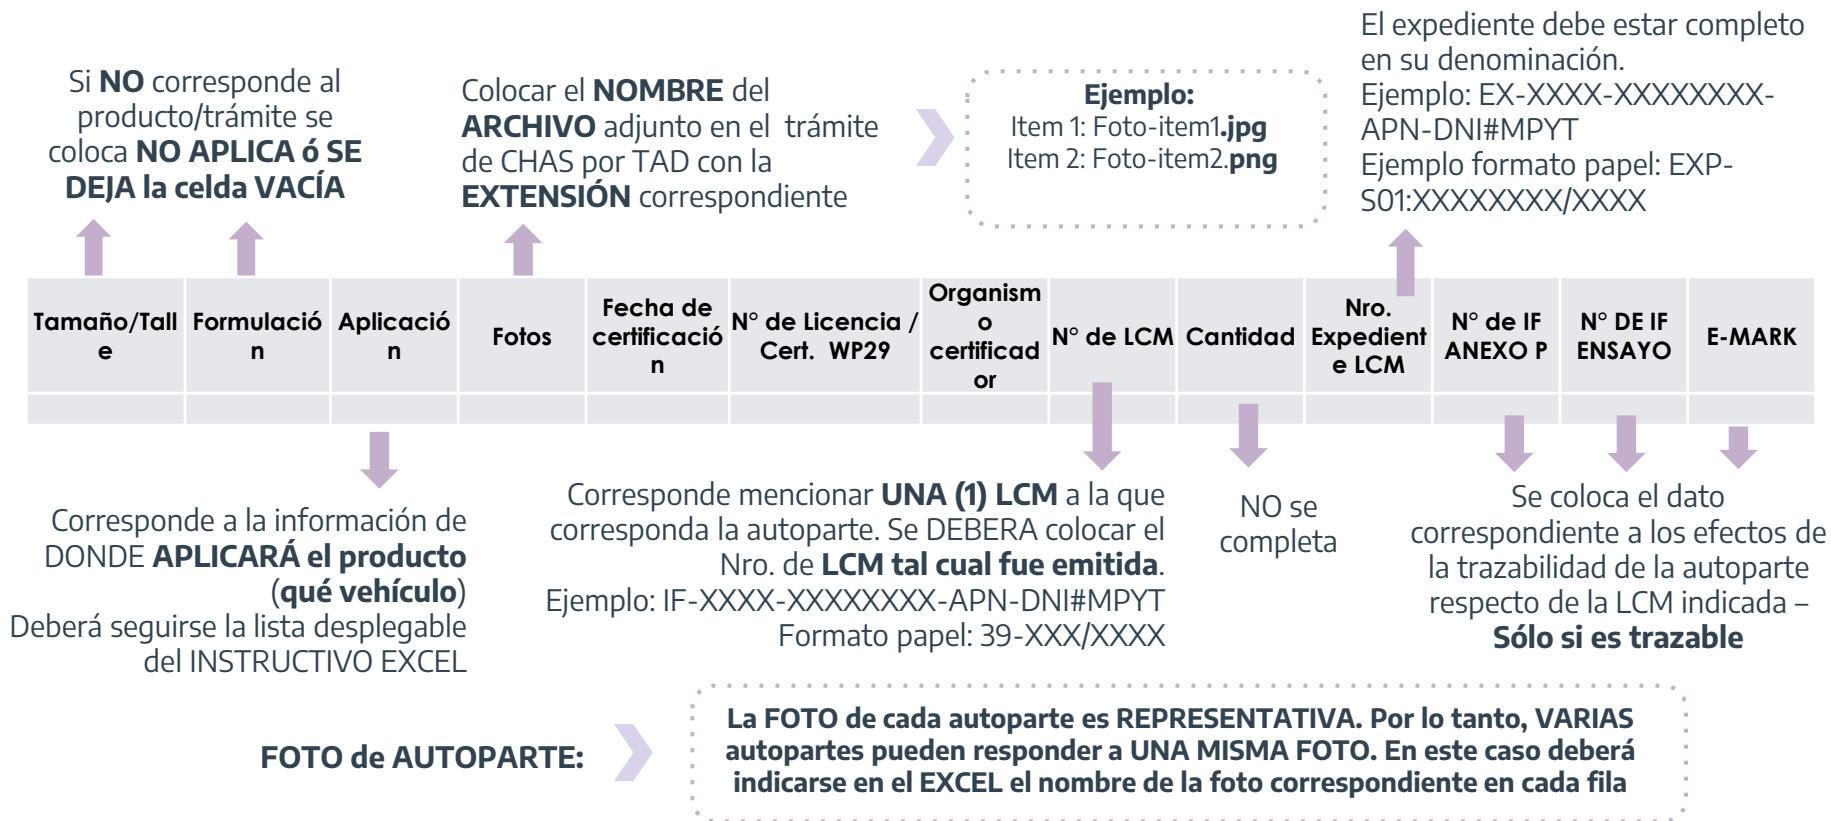 Si NO corresponde al
producto/trámite se
coloca NO APLICA ó SE
DEJA la celda VACÍA
Colocar el NOMBRE del
ARCHIVO adjunto en el trámite
de CHAS por TAD con la
EXTENSIÓN correspondiente
Ejemplo:
Item 1: Foto-item1.jpg
Item 2: Foto-item2.png
El expediente debe estar completo
en su denominación.
Ejemplo: EX-XXXX-XXXXXXXX-
APN-DNI#MPYT
Ejemplo formato papel: EXP-
S01:XXXXXXXX/XXXX
Tamaño/Tall
e
Formulació
n
Aplicació
n
Fotos
Fecha de
certificació
n
N° de Licencia /
Cert. WP29
Organism
o
certificad
or
N° de LCM
Cantidad
Nro.
Expedient
e LCM
N° de IF
ANEXO P
N° DE IF
ENSAYO
E-MARK
Corresponde a la información de
DONDE APLICARÁ el producto
(qué vehículo)
Deberá seguirse la lista desplegable
del INSTRUCTIVO EXCEL
Corresponde mencionar UNA (1) LCM a la que
corresponda la autoparte. Se DEBERA colocar el
Nro. de LCM tal cual fue emitida.
Ejemplo: IF-XXXX-XXXXXXXX-APN-DNI#MPYT
Formato papel: 39-XXX/XXXX
NO se
completa
Se coloca el dato
correspondiente a los efectos de
la trazabilidad de la autoparte
respecto de la LCM indicada –
Sólo si es trazable
FOTO de AUTOPARTE:
La FOTO de cada autoparte es REPRESENTATIVA. Por lo tanto, VARIAS
autopartes pueden responder a UNA MISMA FOTO. En este caso deberá
indicarse en el EXCEL el nombre de la foto correspondiente en cada fila